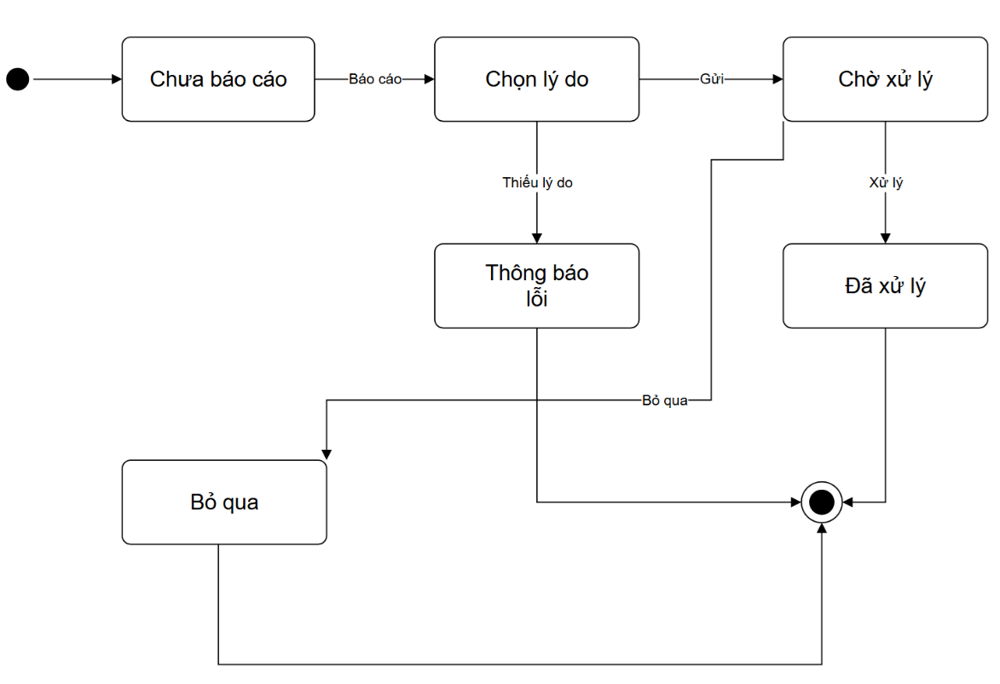 Chưa báo cáo
Báo cáo
Chọn lý do
Gửi
Chờ xử lý
Thiếu lý do
Xử lý
Thông báo
lỗi
Đã xử lý
Bỏ qua
Bỏ qua